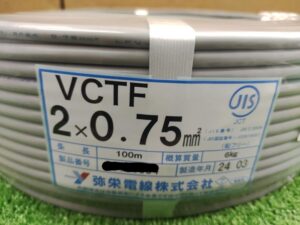 VCTF
2×0.75mm²
JIS
JCT
条長 100m 概算質量 6kg
製品番号 製造年月 24 03
弥栄電線株式会社